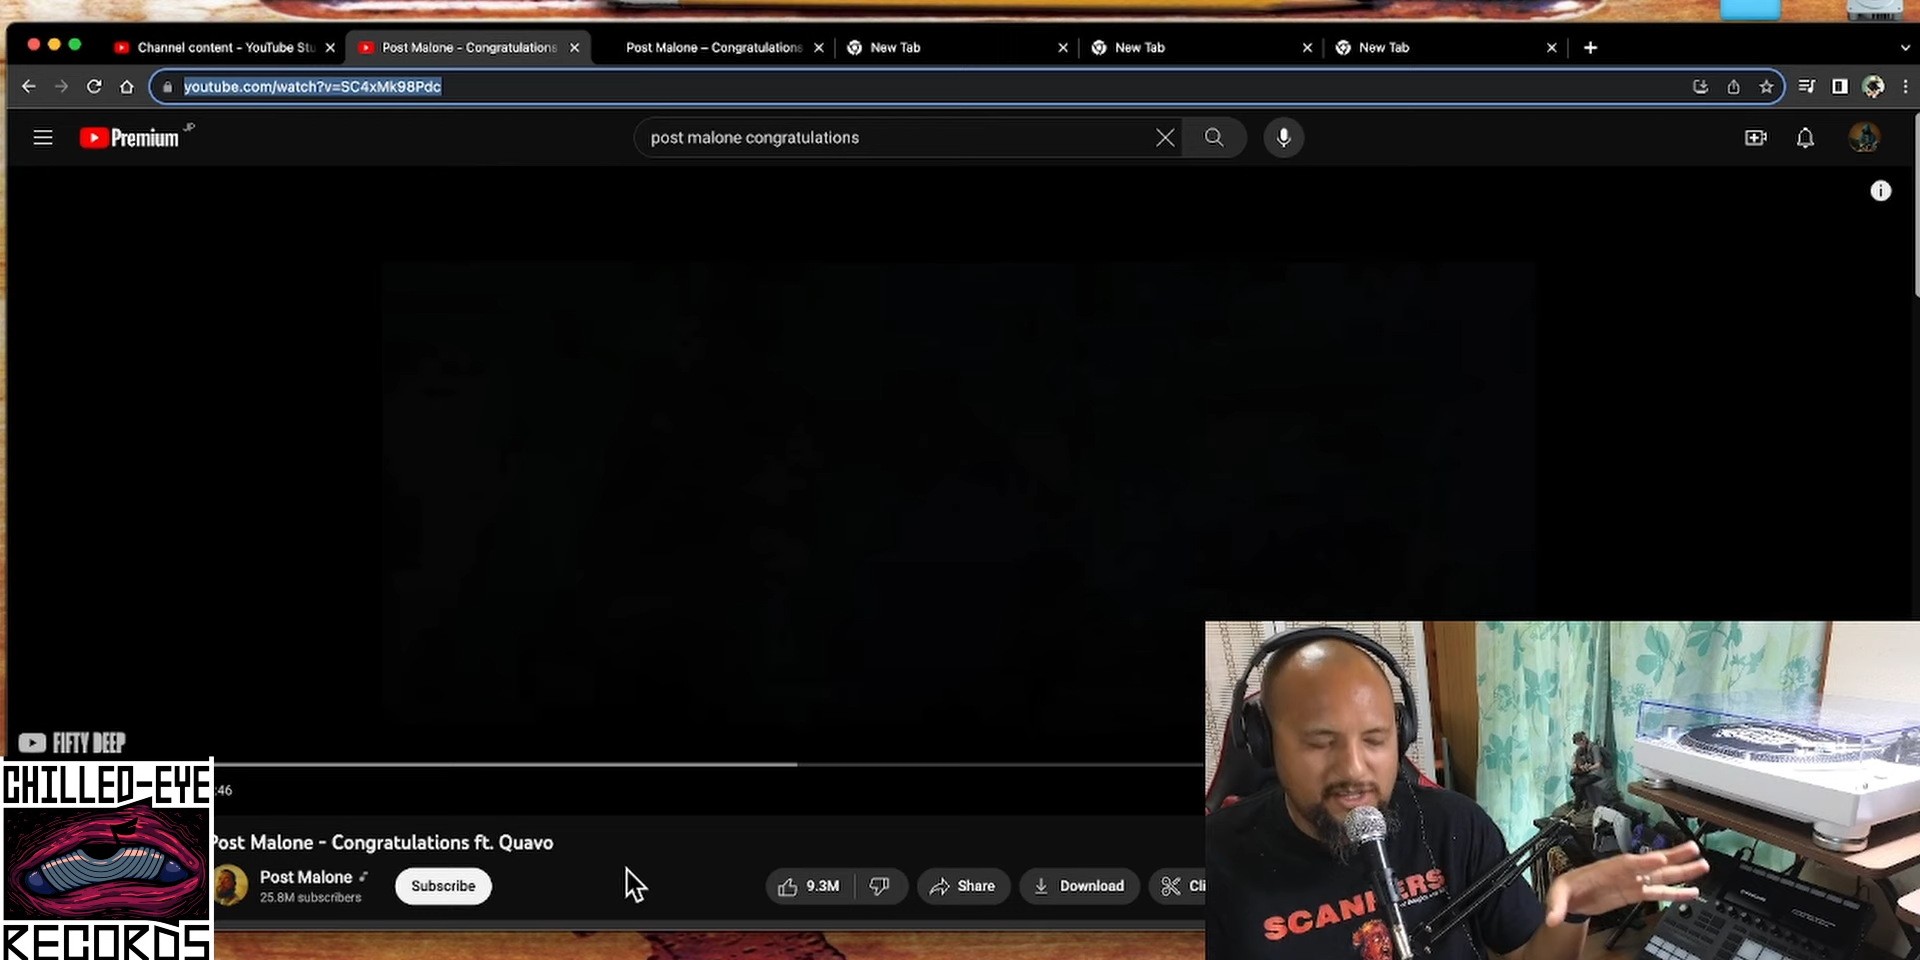 Channel content - YouTube Stu
Post Malone - Congratulations
Post Malone – Congratulations
New Tab
New Tab
New Tab
youtube.com/watch?v=SC4xMk98Pdc
Premium JP
post malone congratulations
FIFTY DEEP
:46
Post Malone - Congratulations ft. Quavo
Post Malone
25.8M subscribers
Subscribe
9.3M
Share
Download
Cli
CHILLED-EYE
RECORDS
SCANNERS